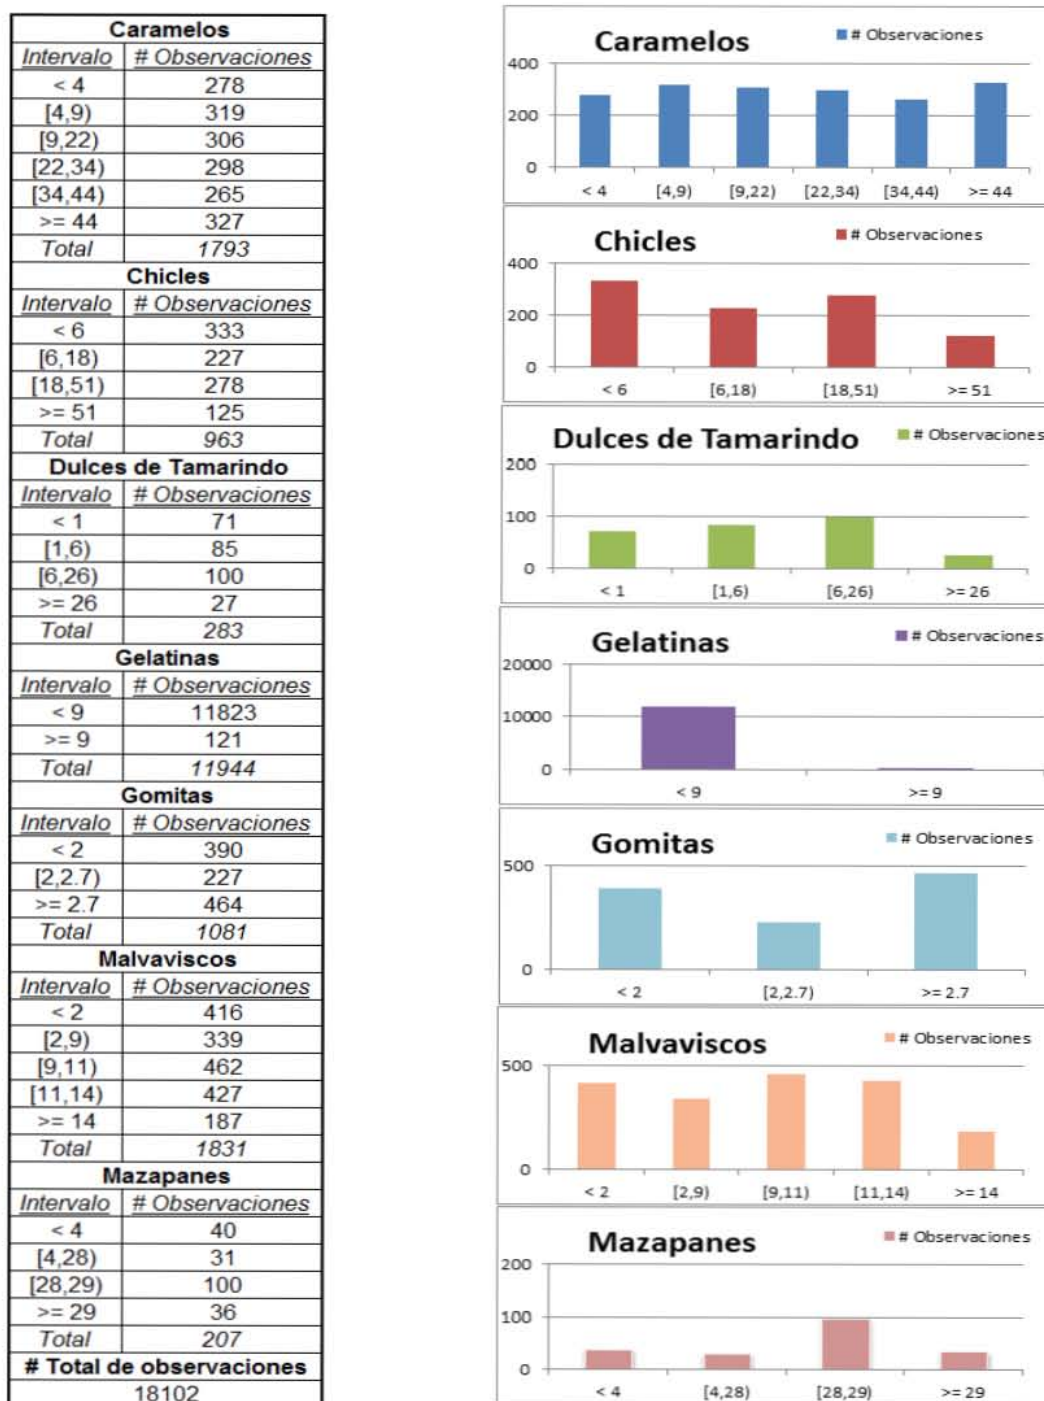 Caramelos
Intervalo # Observaciones
< 4 278
[4,9) 319
[9,22) 306
[22,34) 298
[34,44) 265
>= 44 327
Total 1793
Chicles
Intervalo # Observaciones
< 6 333
[6,18) 227
[18,51) 278
>= 51 125
Total 963
Dulces de Tamarindo
Intervalo # Observaciones
< 1 71
[1,6) 85
[6,26) 100
>= 26 27
Total 283
Gelatinas
Intervalo # Observaciones
< 9 11823
>= 9 121
Total 11944
Gomitas
Intervalo # Observaciones
< 2 390
[2,2.7) 227
>= 2.7 464
Total 1081
Malvaviscos
Intervalo # Observaciones
< 2 416
[2,9) 339
[9,11) 462
[11,14) 427
>= 14 187
Total 1831
Mazapanes
Intervalo # Observaciones
< 4 40
[4,28) 31
[28,29) 100
>= 29 36
Total 207
# Total de observaciones
18102
Caramelos # Observaciones
400
200
0
< 4 [4,9) [9,22) [22,34) [34,44) >= 44
Chicles # Observaciones
400
200
0
< 6 [6,18) [18,51) >= 51
Dulces de Tamarindo # Observaciones
200
100
0
< 1 [1,6) [6,26) >= 26
Gelatinas # Observaciones
20000
10000
0
< 9 >= 9
Gomitas # Observaciones
500
0
< 2 [2,2.7) >= 2.7
Malvaviscos # Observaciones
500
0
< 2 [2,9) [9,11) [11,14) >= 14
Mazapanes # Observaciones
200
100
0
< 4 [4,28) [28,29) >= 29